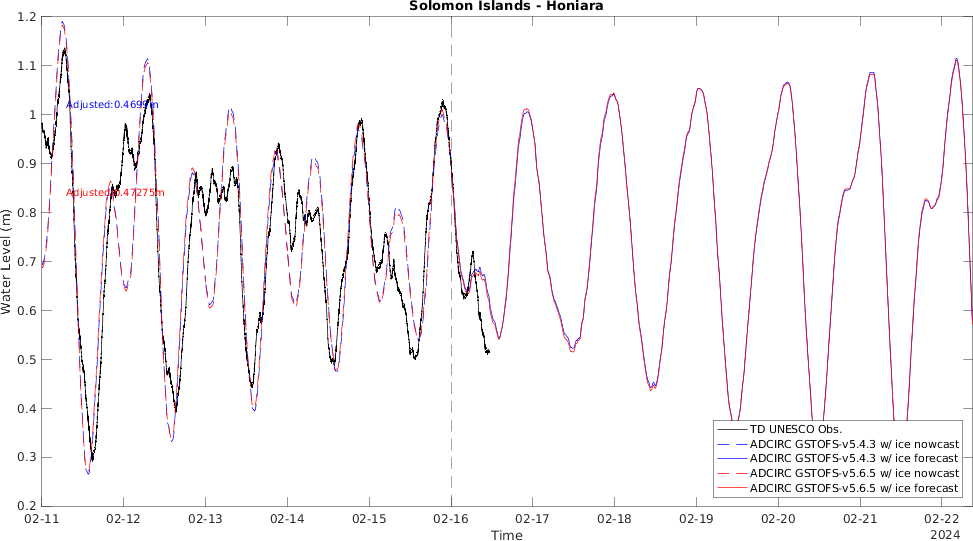 Solomon Islands - Honiara
1.2
1.1
1
0.9
0.8
0.7
0.6
0.5
0.4
0.3
0.2
Water Level (m)
Adjusted:0.4699m
Adjusted:0.47275m
TD UNESCO Obs.
ADCIRC GSTOFS-v5.4.3 w/ ice nowcast
ADCIRC GSTOFS-v5.4.3 w/ ice forecast
ADCIRC GSTOFS-v5.6.5 w/ ice nowcast
ADCIRC GSTOFS-v5.6.5 w/ ice forecast
02-11 02-12 02-13 02-14 02-15 02-16 02-17 02-18 02-19 02-20 02-21 02-22
Time
2024